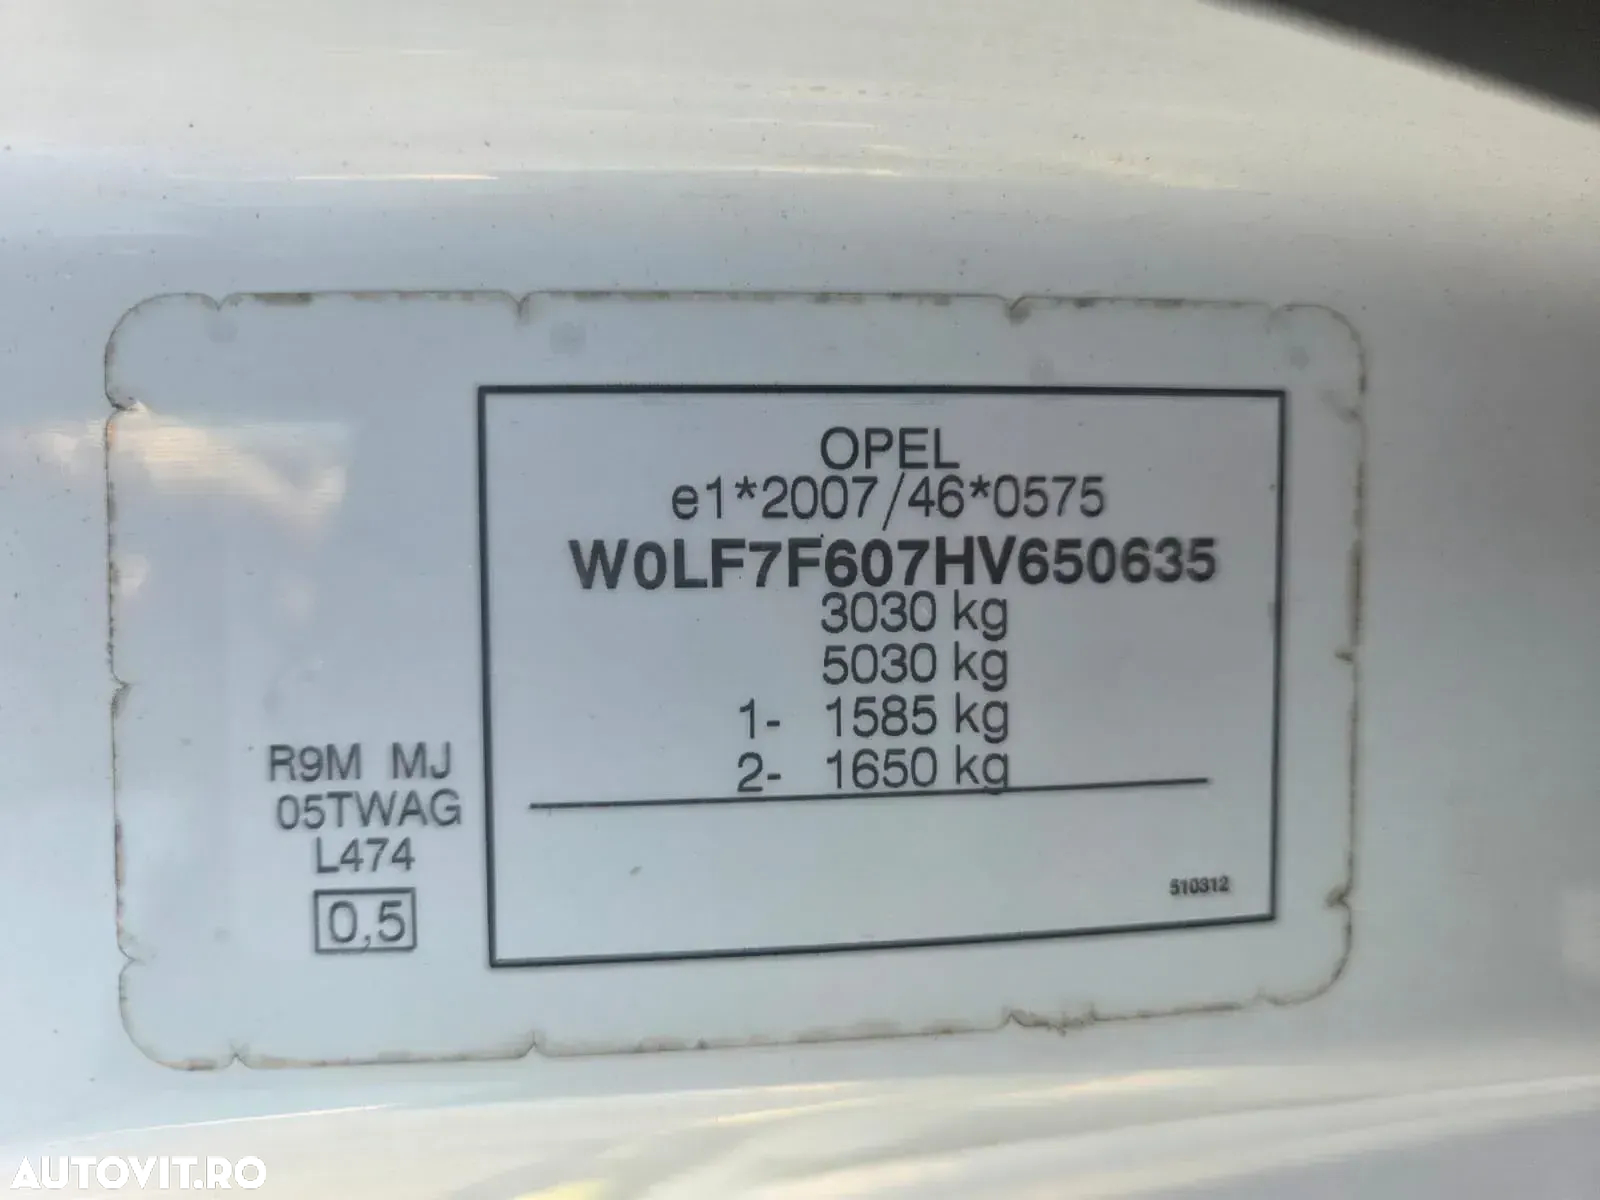 OPEL
e1*2007/46*0575
W0LF7F607HV650635
3030 kg
5030 kg
1- 1585 kg
2- 1650 kg
R9M MJ
05TWAG
L474
0,5
510312
AUTOVIT.RO